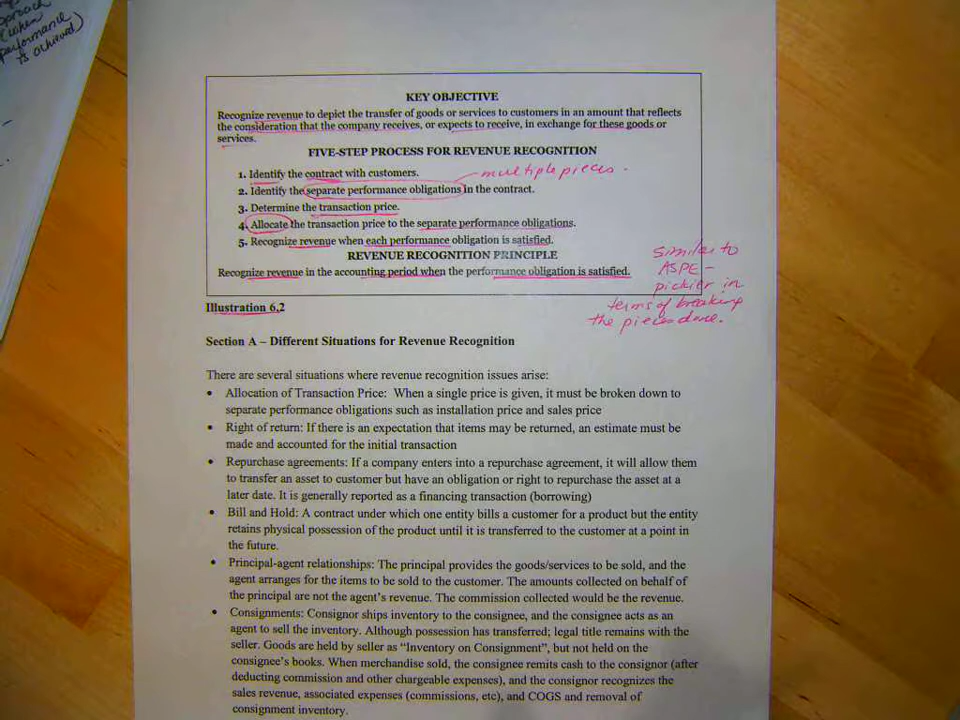 proach
(when
performance
is achieved)
KEY OBJECTIVE
Recognize revenue to depict the transfer of goods or services to customers in an amount that reflects
the consideration that the company receives, or expects to receive, in exchange for these goods or
services.
FIVE-STEP PROCESS FOR REVENUE RECOGNITION
1. Identify the contract with customers.
multiple pieces.
2. Identify the separate performance obligations in the contract.
3. Determine the transaction price.
4. Allocate the transaction price to the separate performance obligations.
5. Recognize revenue when each performance obligation is satisfied.
REVENUE RECOGNITION PRINCIPLE
Recognize revenue in the accounting period when the performance obligation is satisfied.
similar to
ASPE -
pickier in
terms of breaking
the pieces
Illustration 6.2
Section A – Different Situations for Revenue Recognition
There are several situations where revenue recognition issues arise:
• Allocation of Transaction Price: When a single price is given, it must be broken down to
separate performance obligations such as installation price and sales price
• Right of return: If there is an expectation that items may be returned, an estimate must be
made and accounted for the initial transaction
• Repurchase agreements: If a company enters into a repurchase agreement, it will allow them
to transfer an asset to customer but have an obligation or right to repurchase the asset at a
later date. It is generally reported as a financing transaction (borrowing)
• Bill and Hold: A contract under which one entity bills a customer for a product but the entity
retains physical possession of the product until it is transferred to the customer at a point in
the future.
• Principal-agent relationships: The principal provides the goods/services to be sold, and the
agent arranges for the items to be sold to the customer. The amounts collected on behalf of
the principal are not the agent's revenue. The commission collected would be the revenue.
• Consignments: Consignor ships inventory to the consignee, and the consignee acts as an
agent to sell the inventory. Although possession has transferred; legal title remains with the
seller. Goods are held by seller as "Inventory on Consignment", but not held on the
consignee's books. When merchandise sold, the consignee remits cash to the consignor (after
deducting commission and other chargeable expenses), and the consignor recognizes the
sales revenue, associated expenses (commissions, etc), and COGS and removal of
consignment inventory.